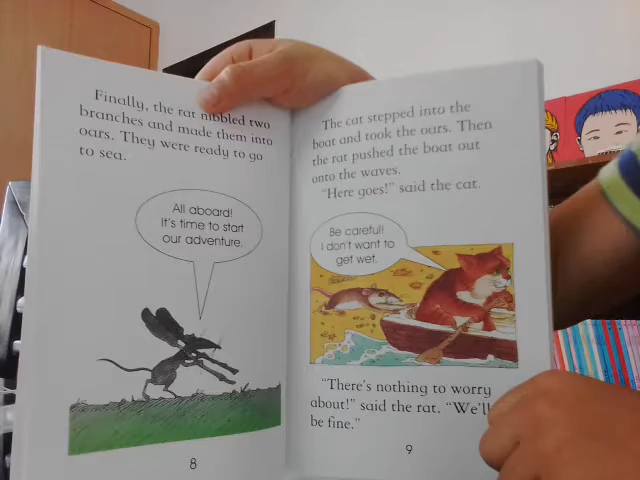 Finally, the rat nibbled two
branches and made them into
oars. They were ready to go
to sea.
All aboard!
It's time to start
our adventure.
8
The cat stepped into the
boat and took the oars. Then
the rat pushed the boat out
onto the waves.
"Here goes!" said the cat.
Be careful!
I don't want to
get wet.
"There's nothing to worry
about!" said the rat. "We'll
be fine."
9